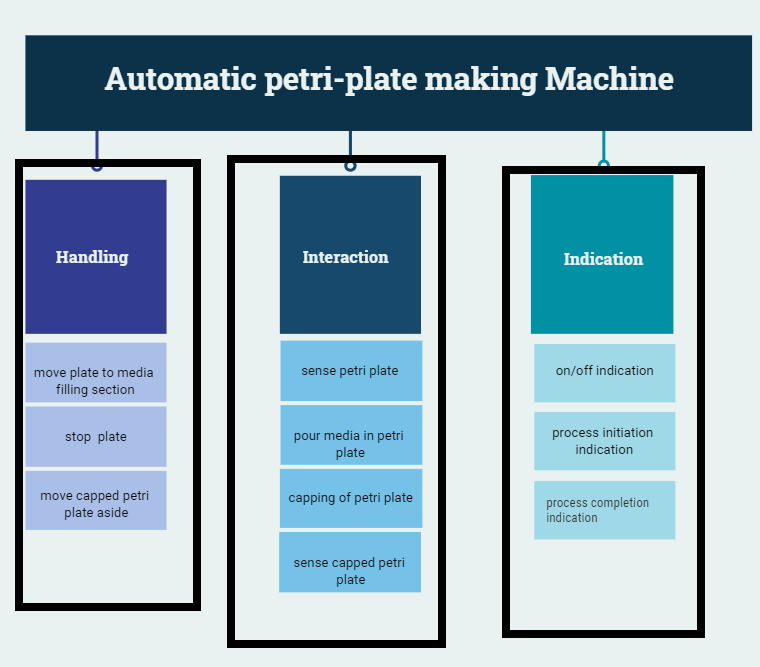 Automatic petri-plate making Machine
Handling
move plate to media
filling section
stop plate
move capped petri
plate aside
Interaction
sense petri plate
pour media in petri
plate
capping of petri plate
sense capped petri
plate
Indication
on/off indication
process initiation
indication
process completion
indication